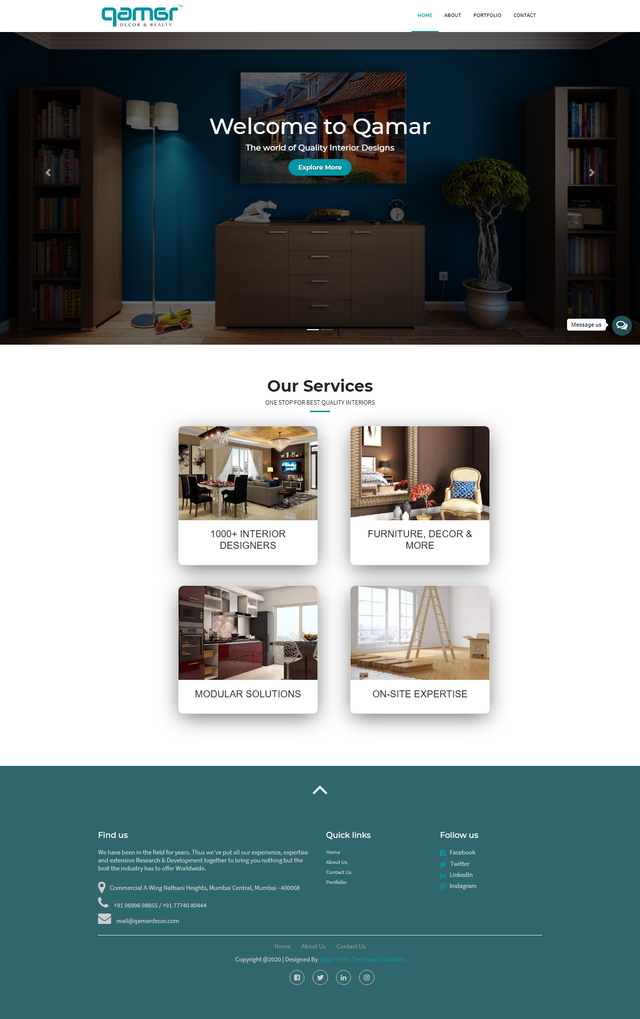 qamar™
DECOR & REALTY
HOME ABOUT PORTFOLIO CONTACT
Welcome to Qamar
The world of Quality Interior Designs
Explore More
Message us
Our Services
ONE STOP FOR BEST QUALITY INTERIORS
1000+ INTERIOR
DESIGNERS
FURNITURE, DECOR &
MORE
MODULAR SOLUTIONS
ON-SITE EXPERTISE
Find us
We have been in the field for years. Thus we've put all our experience, expertise
and extensive Research & Development together to bring you nothing but the
best the industry has to offer Worldwide.
Commercial A-Wing Nathani Heights, Mumbai Central, Mumbai - 400008
+91 96996 98855 / +91 77740 80444
mail@qamardecor.com
Quick links
Home
About Us
Contact Us
Portfolio
Follow us
Facebook
Twitter
LinkedIn
Instagram
Home About Us Contact Us
Copyright @2020 | Designed By Sagar Tech - Technical Solutions